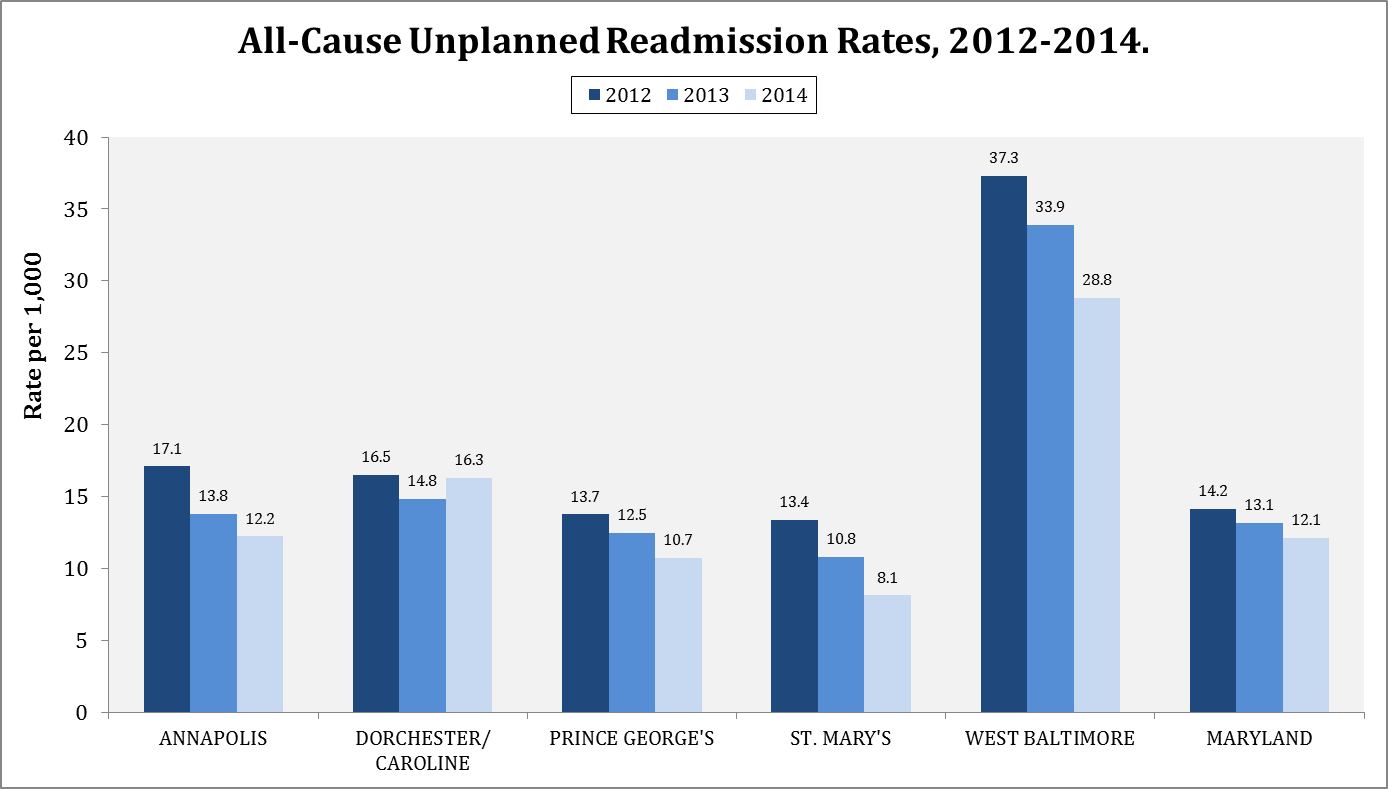 All-Cause Unplanned Readmission Rates, 2012-2014.
2012 2013 2014
Rate per 1,000
40
35
30
25
20
15
10
5
0
17.1 13.8 12.2
16.5 14.8 16.3
13.7 12.5 10.7
13.4 10.8 8.1
37.3 33.9 28.8
14.2 13.1 12.1
ANNAPOLIS
DORCHESTER/
CAROLINE
PRINCE GEORGE'S
ST. MARY'S
WEST BALTIMORE
MARYLAND